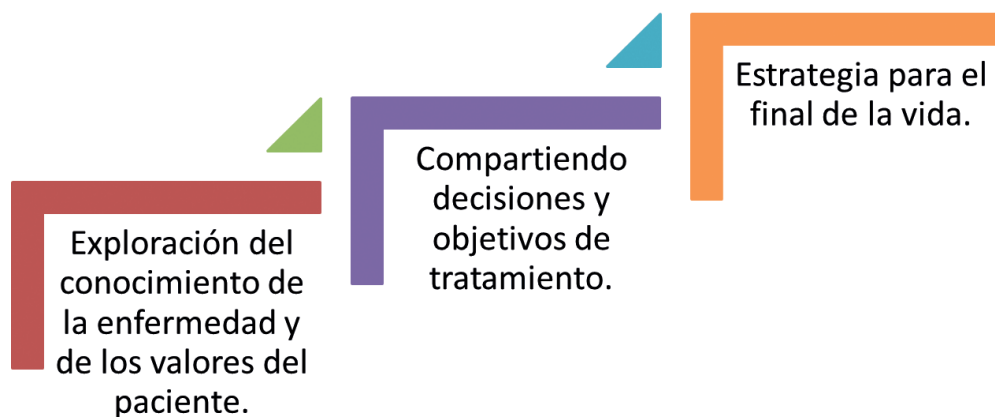 Exploración del
conocimiento de
la enfermedad y
de los valores del
paciente.
Compartiendo
decisiones y
objetivos de
tratamiento.
Estrategia para el
final de la vida.